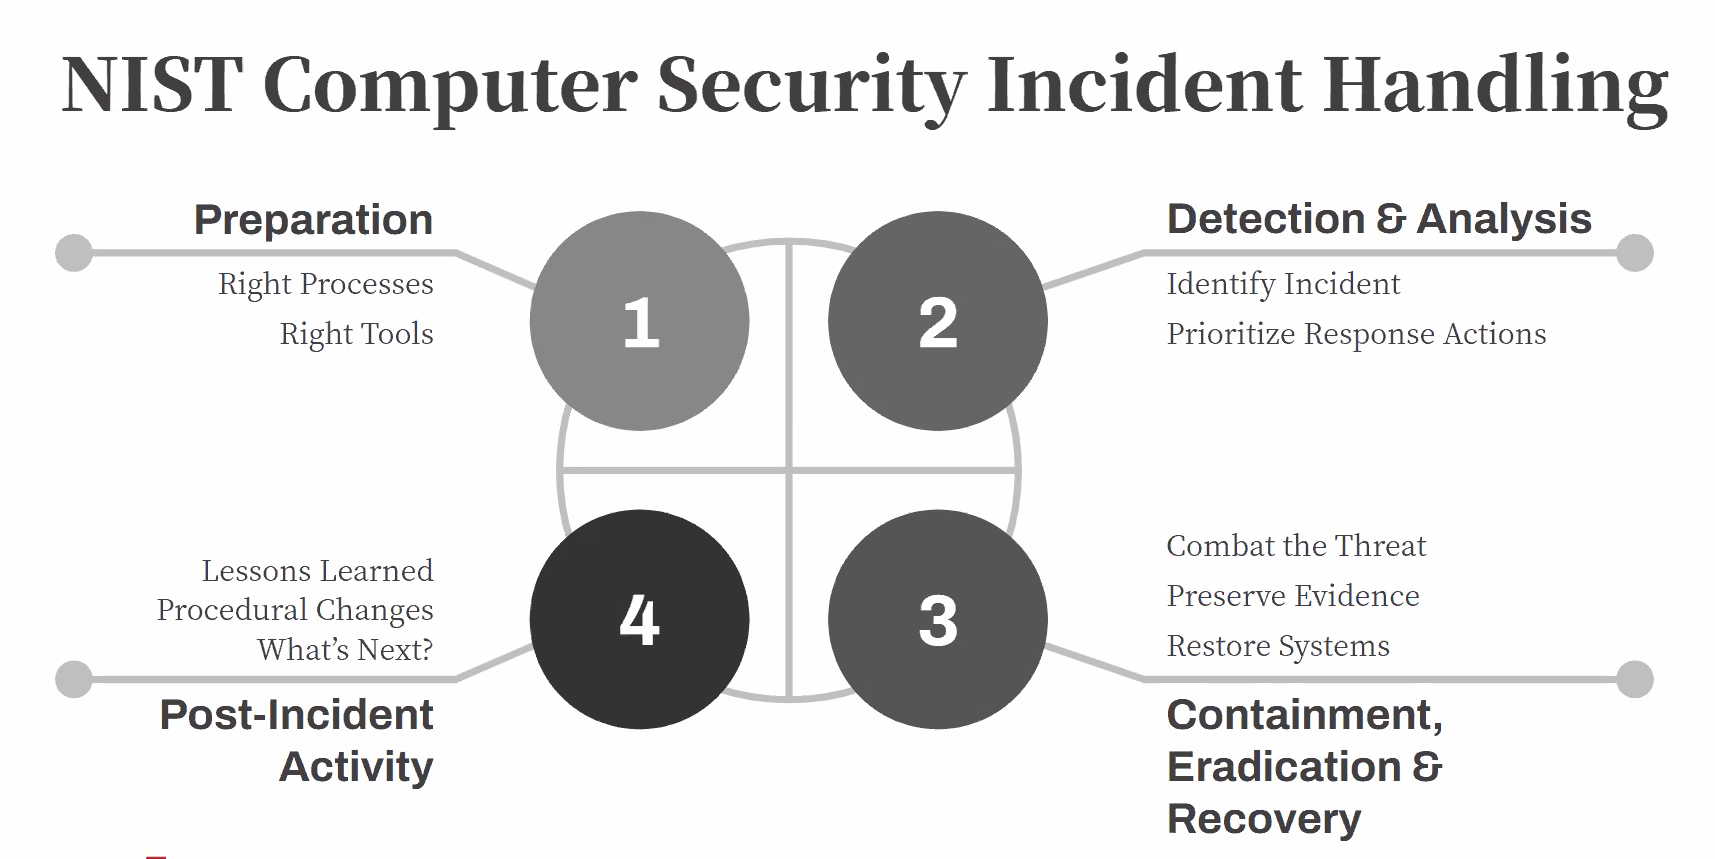 NIST Computer Security Incident Handling
Preparation
Right Processes
Right Tools
1
2
Detection & Analysis
Identify Incident
Prioritize Response Actions
Lessons Learned
Procedural Changes
What's Next?
Post-Incident
Activity
4
3
Combat the Threat
Preserve Evidence
Restore Systems
Containment,
Eradication &
Recovery